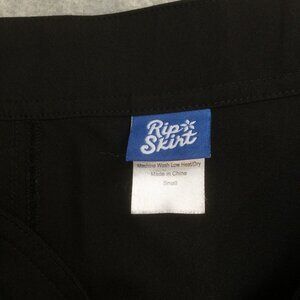 Rip
Skirt
Machine Wash Low Heat/Dry
Made in China
Small